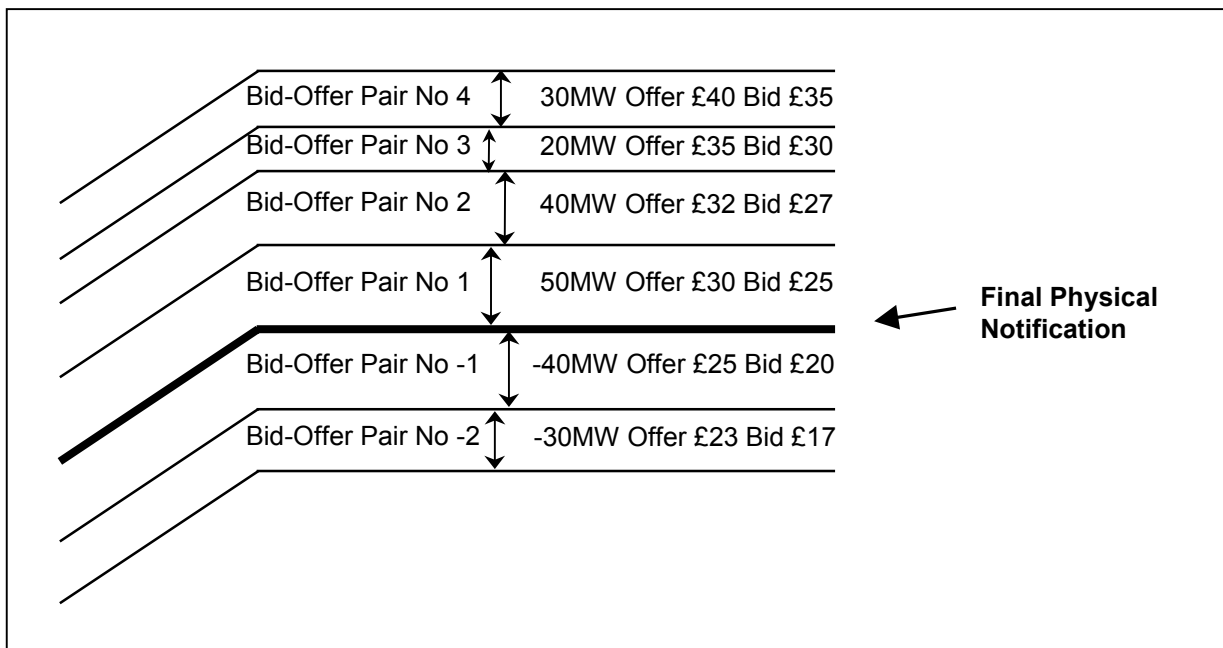 Bid-Offer Pair No 4 30MW Offer £40 Bid £35
Bid-Offer Pair No 3 20MW Offer £35 Bid £30
Bid-Offer Pair No 2 40MW Offer £32 Bid £27
Bid-Offer Pair No 1 50MW Offer £30 Bid £25
Final Physical
Notification
Bid-Offer Pair No -1 -40MW Offer £25 Bid £20
Bid-Offer Pair No -2 -30MW Offer £23 Bid £17